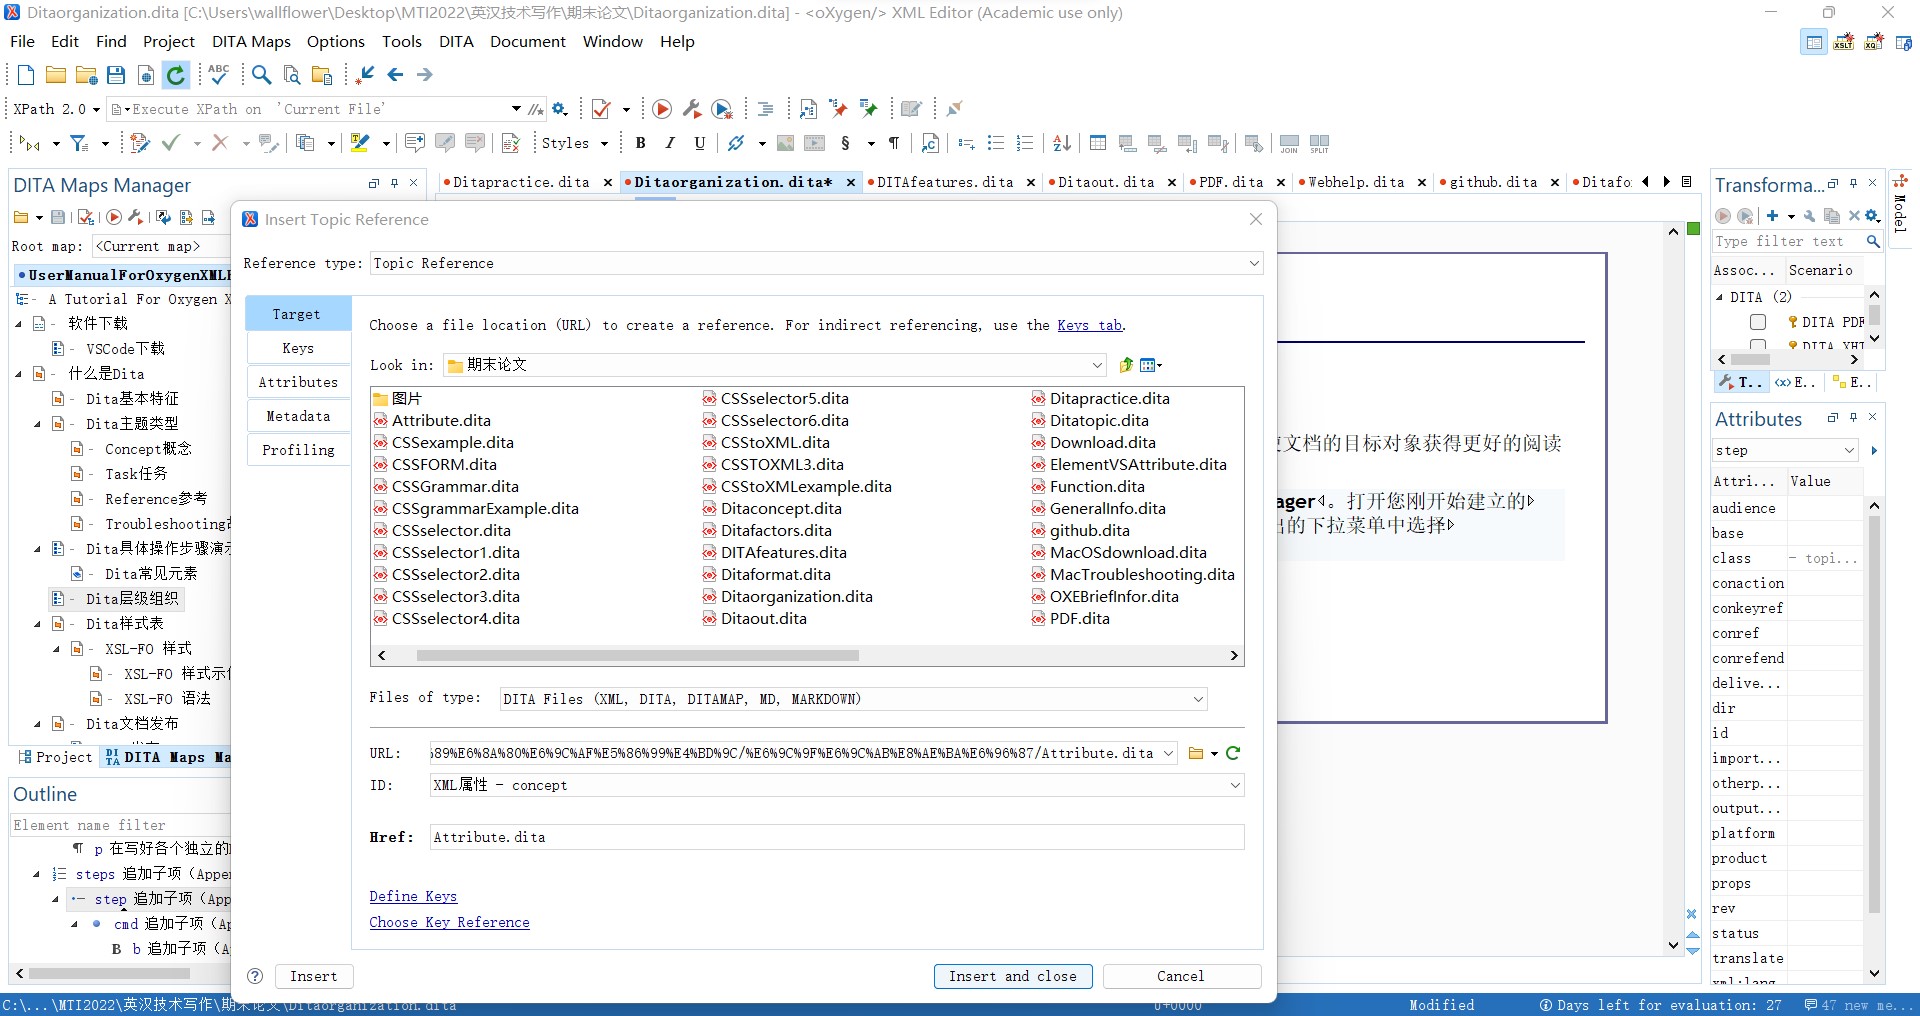 Ditaorganization.dita [C:\Users\wallflower\Desktop\MTI2022\英汉技术写作\期末论文\Ditaorganization.dita] - <oXygen/> XML Editor (Academic use only)
File Edit Find Project DITA Maps Options Tools DITA Document Window Help
XPath 2.0 Execute XPath on 'Current File'
Styles B I U § ¶ JOIN SPLIT
DITA Maps Manager
Root map: <Current map>
UserManualForOxygenXML
A Tutorial For Oxygen X
软件下载
VSCode下载
什么是Dita
Dita基本特征
Dita主题类型
Concept概念
Task任务
Reference参考
Troubleshooting
Dita具体操作步骤演示
Dita常见元素
Dita层级组织
Dita样式表
XSL-FO 样式
XSL-FO 样式示
XSL-FO 语法
Dita文档发布
Project DITA Maps Ma
Outline
Element name filter
p 在写好各个独立的
steps 追加子项 (Appe
step 追加子项 (App
cmd 追加子项 (A
B b 追加子项 (A
Ditapractice.dita Ditaorganization.dita* DITAfeatures.dita Ditaout.dita PDF.dita Webhelp.dita github.dita Ditafo
Insert Topic Reference
Reference type: Topic Reference
Target
Keys
Attributes
Metadata
Profiling
Choose a file location (URL) to create a reference. For indirect referencing, use the Keys tab.
Look in: 期末论文
图片
Attribute.dita
CSSexample.dita
CSSFORM.dita
CSSGrammar.dita
CSSgrammarExample.dita
CSSselector.dita
CSSselector1.dita
CSSselector2.dita
CSSselector3.dita
CSSselector4.dita
CSSselector5.dita
CSSselector6.dita
CSStoXML.dita
CSSTOXML3.dita
CSStoXMLexample.dita
Ditaconcept.dita
Ditafactors.dita
DITAfeatures.dita
Ditaformat.dita
Ditaorganization.dita
Ditaout.dita
Ditapractice.dita
Ditatopic.dita
Download.dita
ElementVSAttribute.dita
Function.dita
GeneralInfo.dita
github.dita
MacOSdownload.dita
MacTroubleshooting.dita
OXEBriefInfor.dita
PDF.dita
Files of type: DITA Files (XML, DITA, DITAMAP, MD, MARKDOWN)
URL: 89%E6%8A%80%E6%9C%AF%E5%86%99%E4%BD%9C/%E6%9C%9F%E6%9C%AB%E8%AE%BA%E6%96%87/Attribute.dita
ID: XML属性 - concept
Href: Attribute.dita
Define Keys
Choose Key Reference
Insert Insert and close Cancel
文档的目标对象获得更好的阅读
ager。打开您刚开始建立的
的下拉菜单中选择
Transforma...
Type filter text
Assoc... Scenario
DITA (2)
DITA PDF
DITA XHT
T.. E.. E..
Model
Attributes
step
Attri... Value
audience
base
class - topi...
conaction
conkeyref
conref
conrefend
delive...
dir
id
import...
otherp...
output...
platform
product
props
rev
status
translate
xml:lang
C:\...\MTI2022\英汉技术写作\期末论文\Ditaorganization.dita U+0000 Modified Days left for evaluation: 27 47 new me...